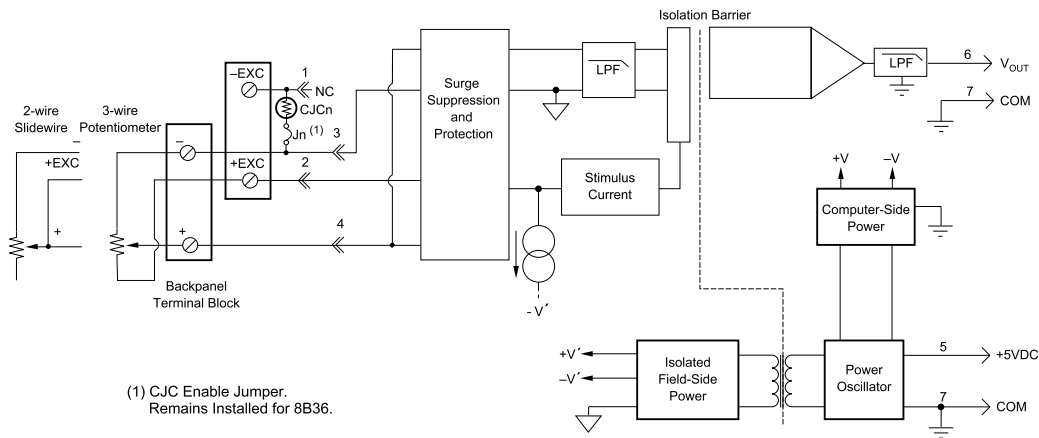 Isolation Barrier
–EXC
1
NC
CJCn
Jn (1)
2-wire
Slidewire
3-wire
Potentiometer
–
+EXC
+
–
+EXC
+
3
2
4
Backpanel
Terminal Block
Surge
Suppression
and
Protection
LPF
Stimulus
Current
- V´
LPF
6
VOUT
7
COM
+V
–V
Computer-Side
Power
+V´
–V´
Isolated
Field-Side
Power
Power
Oscillator
5
+5VDC
7
COM
(1) CJC Enable Jumper.
Remains Installed for 8B36.